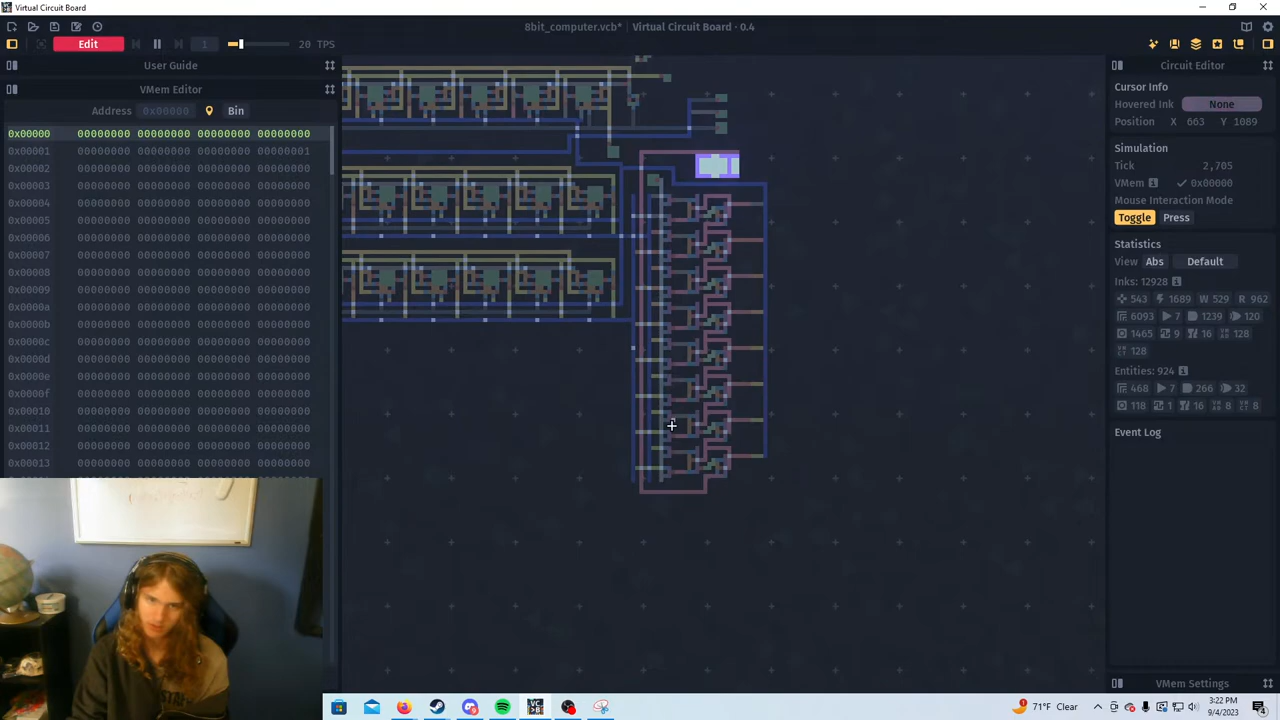 Virtual Circuit Board
8bit_computer.vcb* | Virtual Circuit Board · 0.4
Edit
1
20 TPS
User Guide
VMem Editor
Address 0x00000 Bin
0x00000 00000000 00000000 00000000 00000000
0x00001 00000000 00000000 00000000 00000001
0x00002 00000000 00000000 00000000 00000000
0x00003 00000000 00000000 00000000 00000000
0x00004 00000000 00000000 00000000 00000000
0x00005 00000000 00000000 00000000 00000000
0x00006 00000000 00000000 00000000 00000000
0x00007 00000000 00000000 00000000 00000000
0x00008 00000000 00000000 00000000 00000000
0x00009 00000000 00000000 00000000 00000000
0x0000a 00000000 00000000 00000000 00000000
0x0000b 00000000 00000000 00000000 00000000
0x0000c 00000000 00000000 00000000 00000000
0x0000d 00000000 00000000 00000000 00000000
0x0000e 00000000 00000000 00000000 00000000
0x0000f 00000000 00000000 00000000 00000000
0x00010 00000000 00000000 00000000 00000000
0x00011 00000000 00000000 00000000 00000000
0x00012 00000000 00000000 00000000 00000000
0x00013 00000000 00000000 00000000 00000000
Circuit Editor
Cursor Info
Hovered Ink None
Position X 663 Y 1089
Simulation
Tick 2,705
VMem 0x00000
Mouse Interaction Mode
Toggle Press
Statistics
View Abs Default
Inks: 12928
543 1689 W 529 R 962
6093 7 1239 120
1465 9 16 128
128
Entities: 924
468 7 266 32
118 1 16 8 8
Event Log
VMem Settings
71°F Clear
3:22 PM
9/4/2023